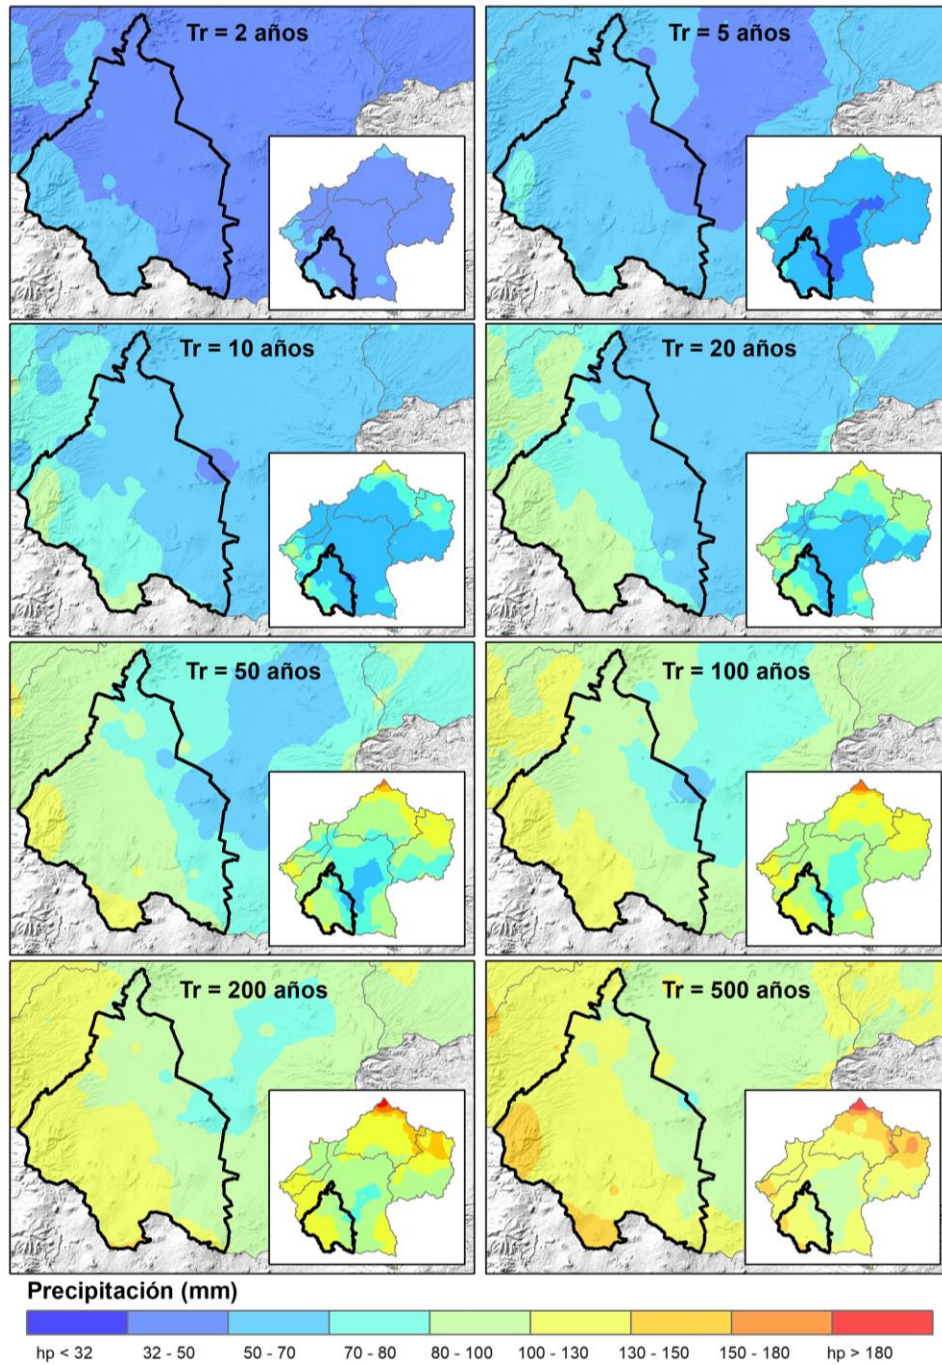 Tr = 2 años
Tr = 5 años
Tr = 10 años
Tr = 20 años
Tr = 50 años
Tr = 100 años
Tr = 200 años
Tr = 500 años
Precipitación (mm)
hp < 32 32 - 50 50 - 70 70 - 80 80 - 100 100 - 130 130 - 150 150 - 180 hp > 180